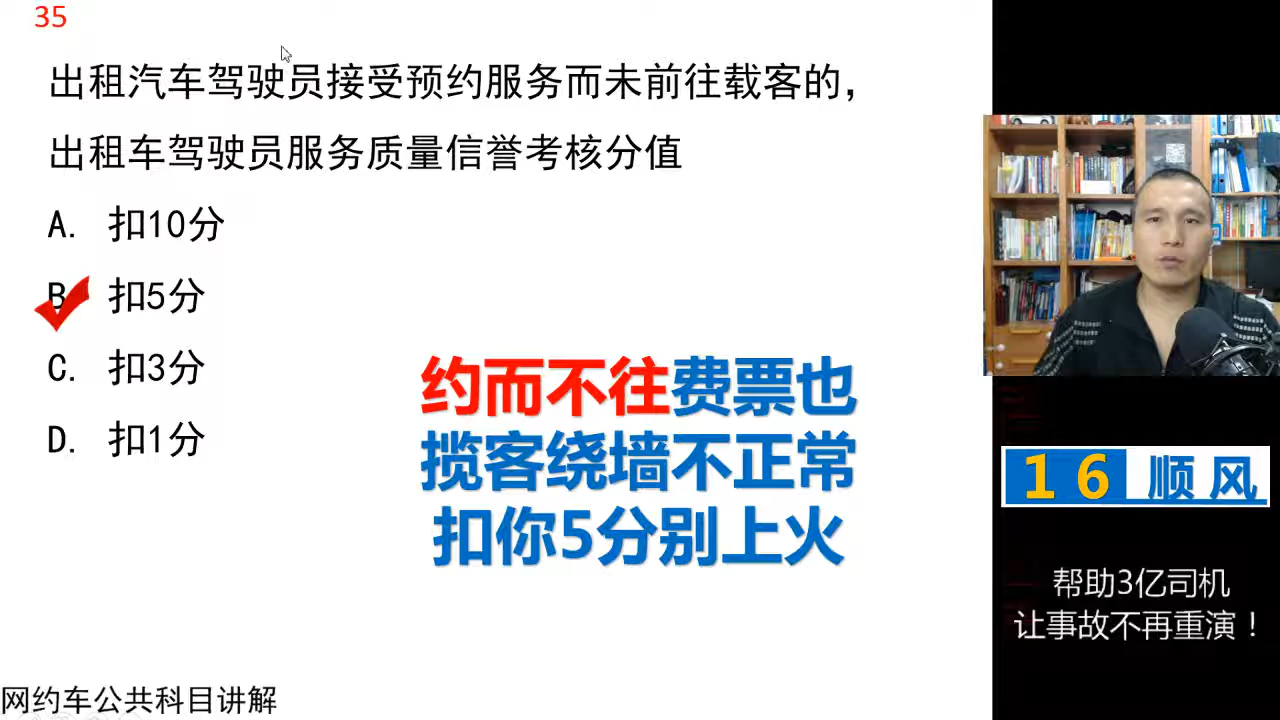 35
出租汽车驾驶员接受预约服务而未前往载客的，
出租车驾驶员服务质量信誉考核分值
A. 扣10分
B 扣5分
C. 扣3分
D. 扣1分
约而不往费票也
揽客绕墙不正常
扣你5分别上火
16顺风
帮助3亿司机
让事故不再重演！
网约车公共科目讲解